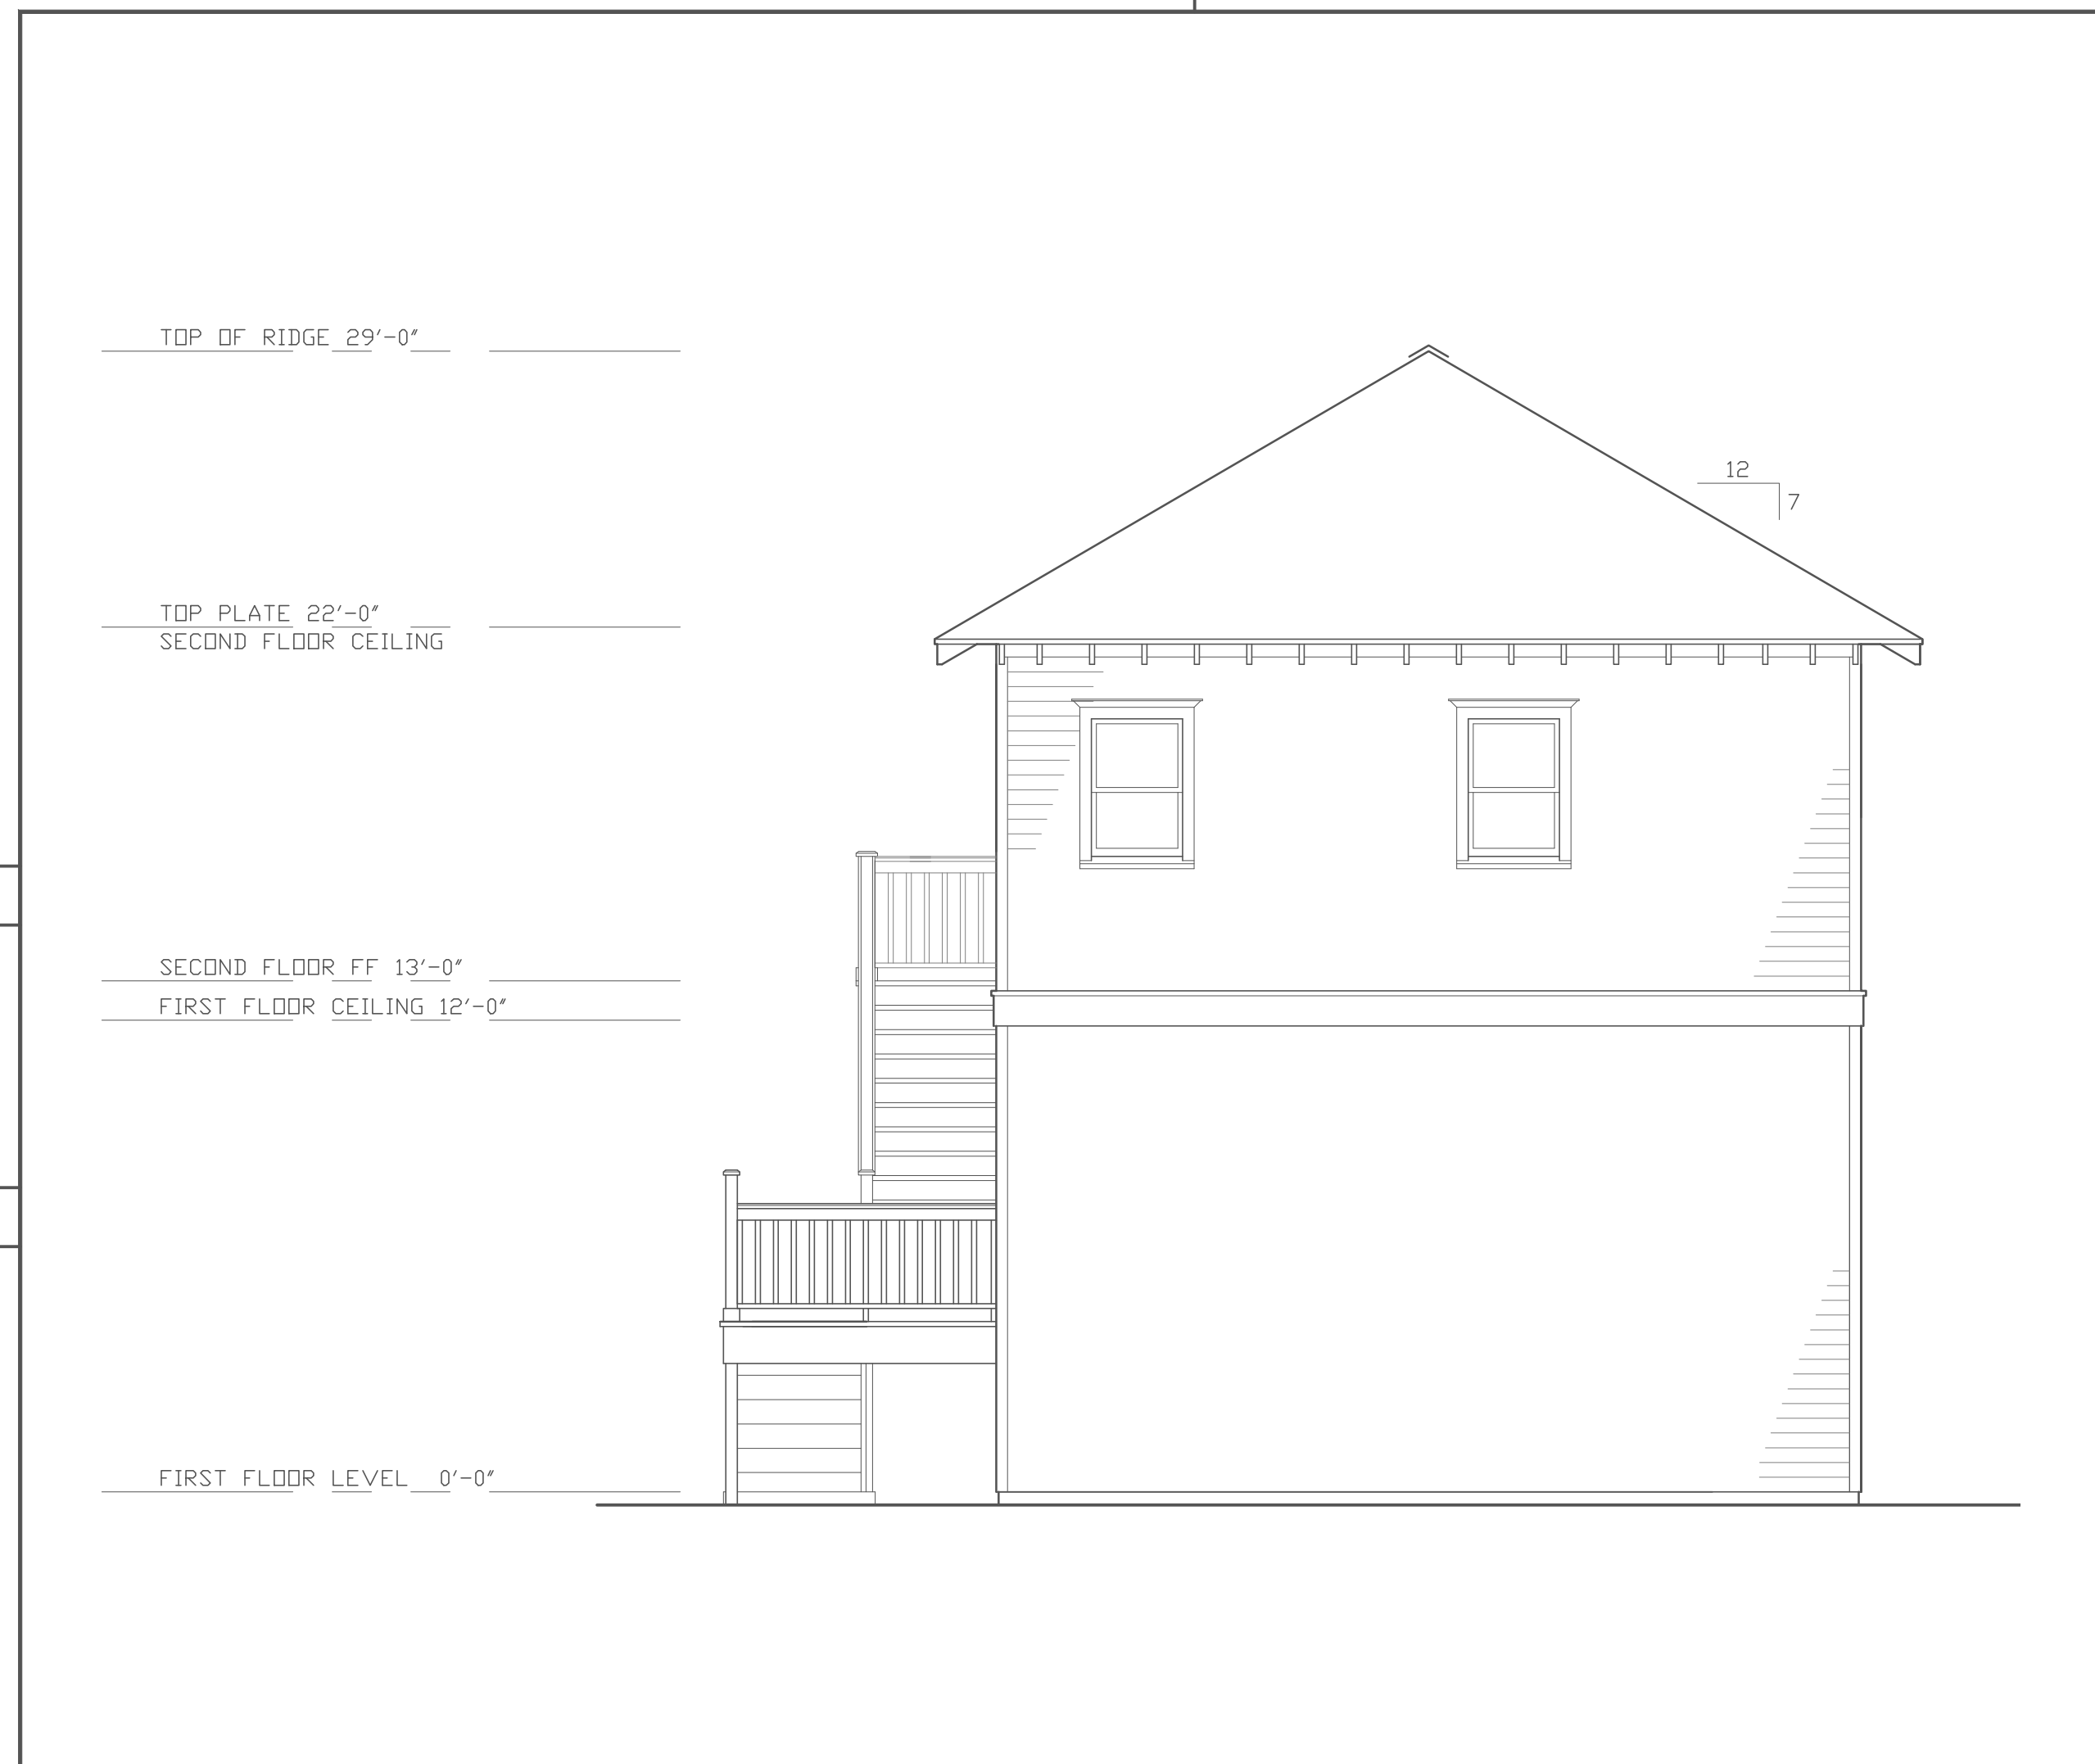 TOP OF RIDGE 29'-0"
12
7
TOP PLATE 22'-0"
SECOND FLOOR CEILING
SECOND FLOOR FF 13'-0"
FIRST FLOOR CEILING 12'-0"
FIRST FLOOR LEVEL 0'-0"